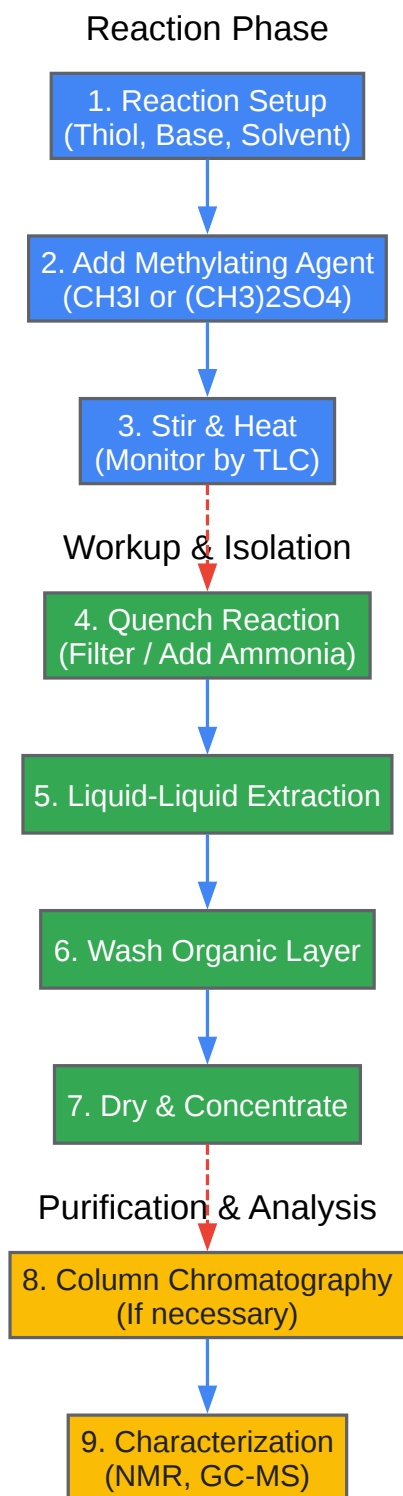 Reaction Phase
1. Reaction Setup
(Thiol, Base, Solvent)
2. Add Methylating Agent
(CH3I or (CH3)2SO4)
3. Stir & Heat
(Monitor by TLC)
Workup & Isolation
4. Quench Reaction
(Filter / Add Ammonia)
5. Liquid-Liquid Extraction
6. Wash Organic Layer
7. Dry & Concentrate
Purification & Analysis
8. Column Chromatography
(If necessary)
9. Characterization
(NMR, GC-MS)